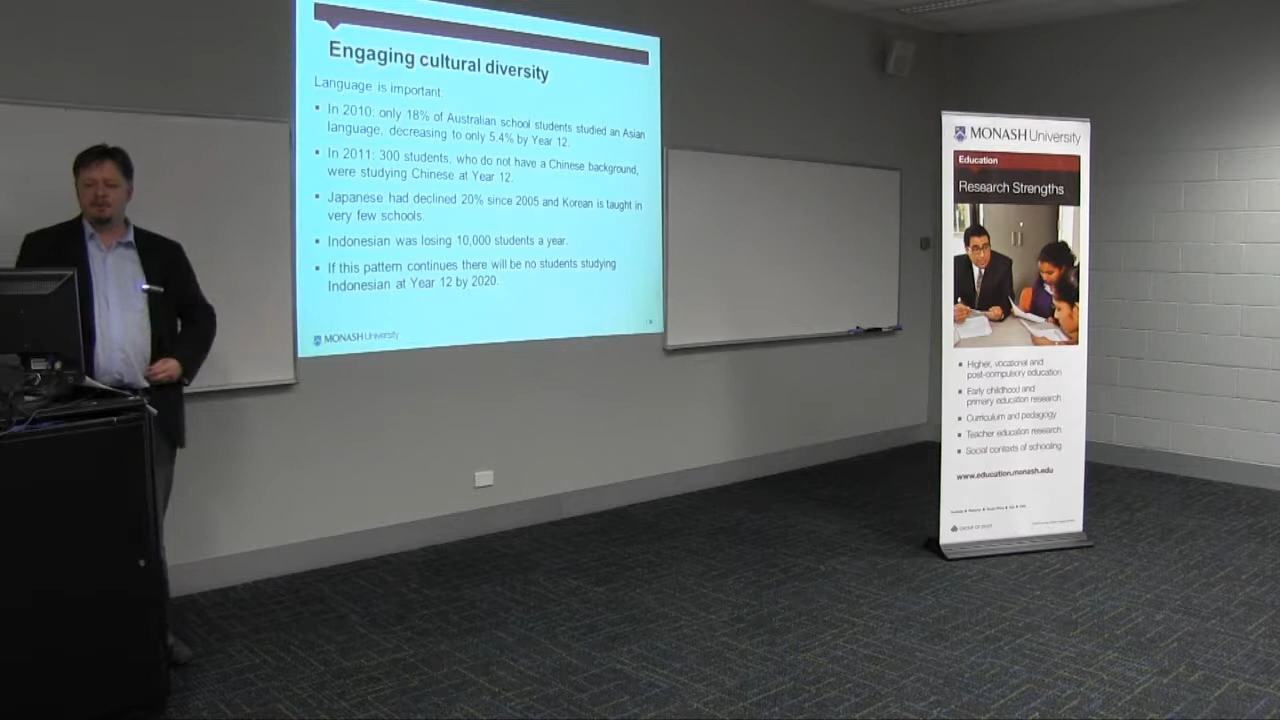 Engaging cultural diversity
Language is important:
▪ In 2010: only 18% of Australian school students studied an Asian
language, decreasing to only 5.4% by Year 12.
▪ In 2011: 300 students, who do not have a Chinese background,
were studying Chinese at Year 12.
▪ Japanese had declined 20% since 2005 and Korean is taught in
very few schools.
▪ Indonesian was losing 10,000 students a year.
▪ If this pattern continues there will be no students studying
Indonesian at Year 12 by 2020.
MONASH University
MONASH University
Education
Research Strengths
▪ Higher, vocational and
post-compulsory education
▪ Early childhood and
primary education research
▪ Curriculum and pedagogy
▪ Teacher education research
▪ Social contexts of schooling
www.education.monash.edu